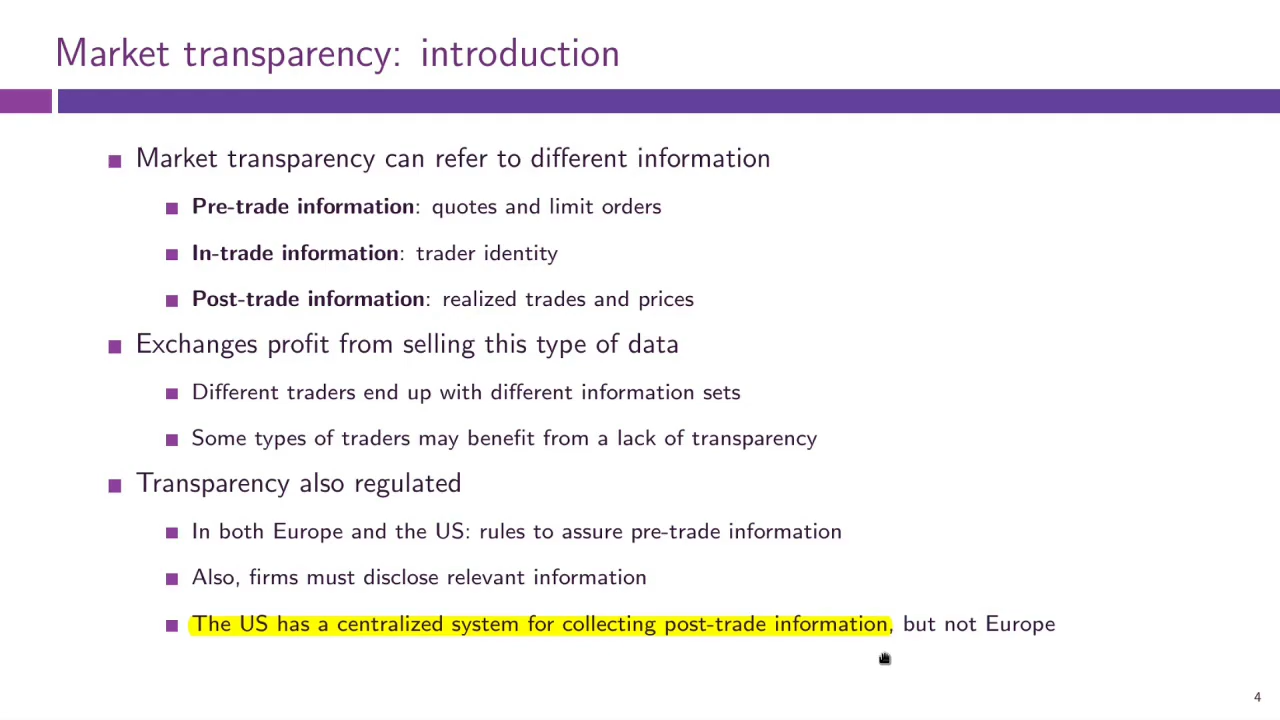 Market transparency: introduction
Market transparency can refer to different information
Pre-trade information: quotes and limit orders
In-trade information: trader identity
Post-trade information: realized trades and prices
Exchanges profit from selling this type of data
Different traders end up with different information sets
Some types of traders may benefit from a lack of transparency
Transparency also regulated
In both Europe and the US: rules to assure pre-trade information
Also, firms must disclose relevant information
The US has a centralized system for collecting post-trade information, but not Europe
4